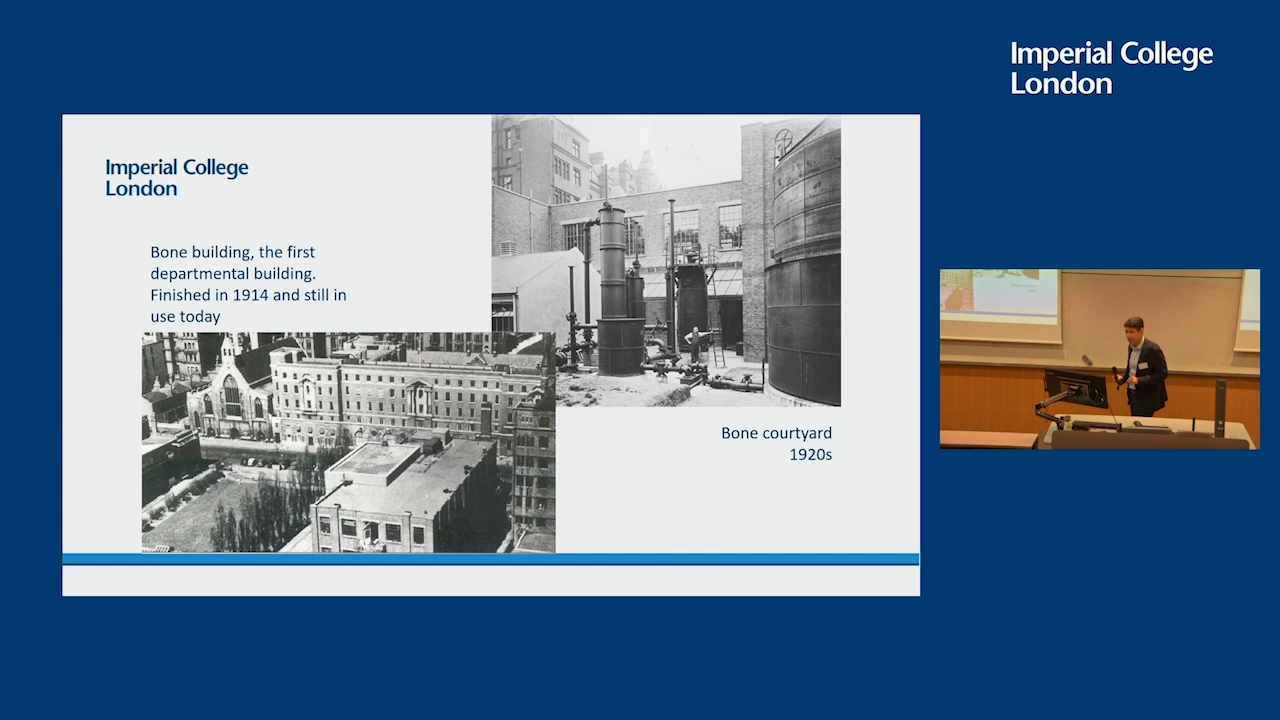 Imperial College
London
Imperial College
London
Bone building, the first
departmental building.
Finished in 1914 and still in
use today
Bone courtyard
1920s